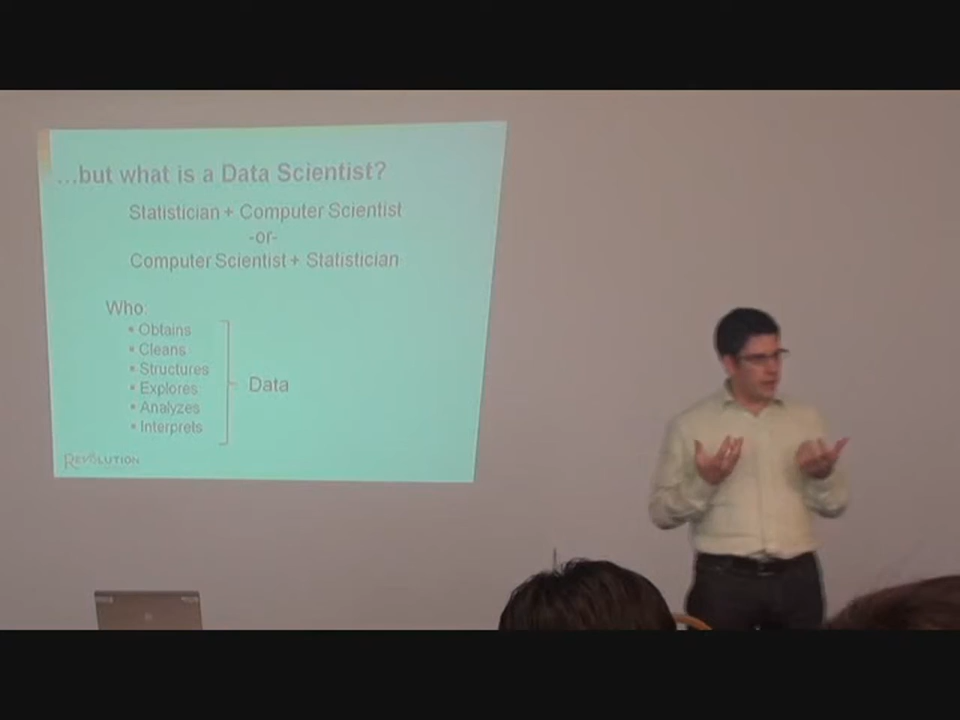 ...but what is a Data Scientist?
Statistician + Computer Scientist
-or-
Computer Scientist + Statistician
Who:
• Obtains
• Cleans
• Structures
• Explores
• Analyzes
• Interprets
Data
REVOLUTION